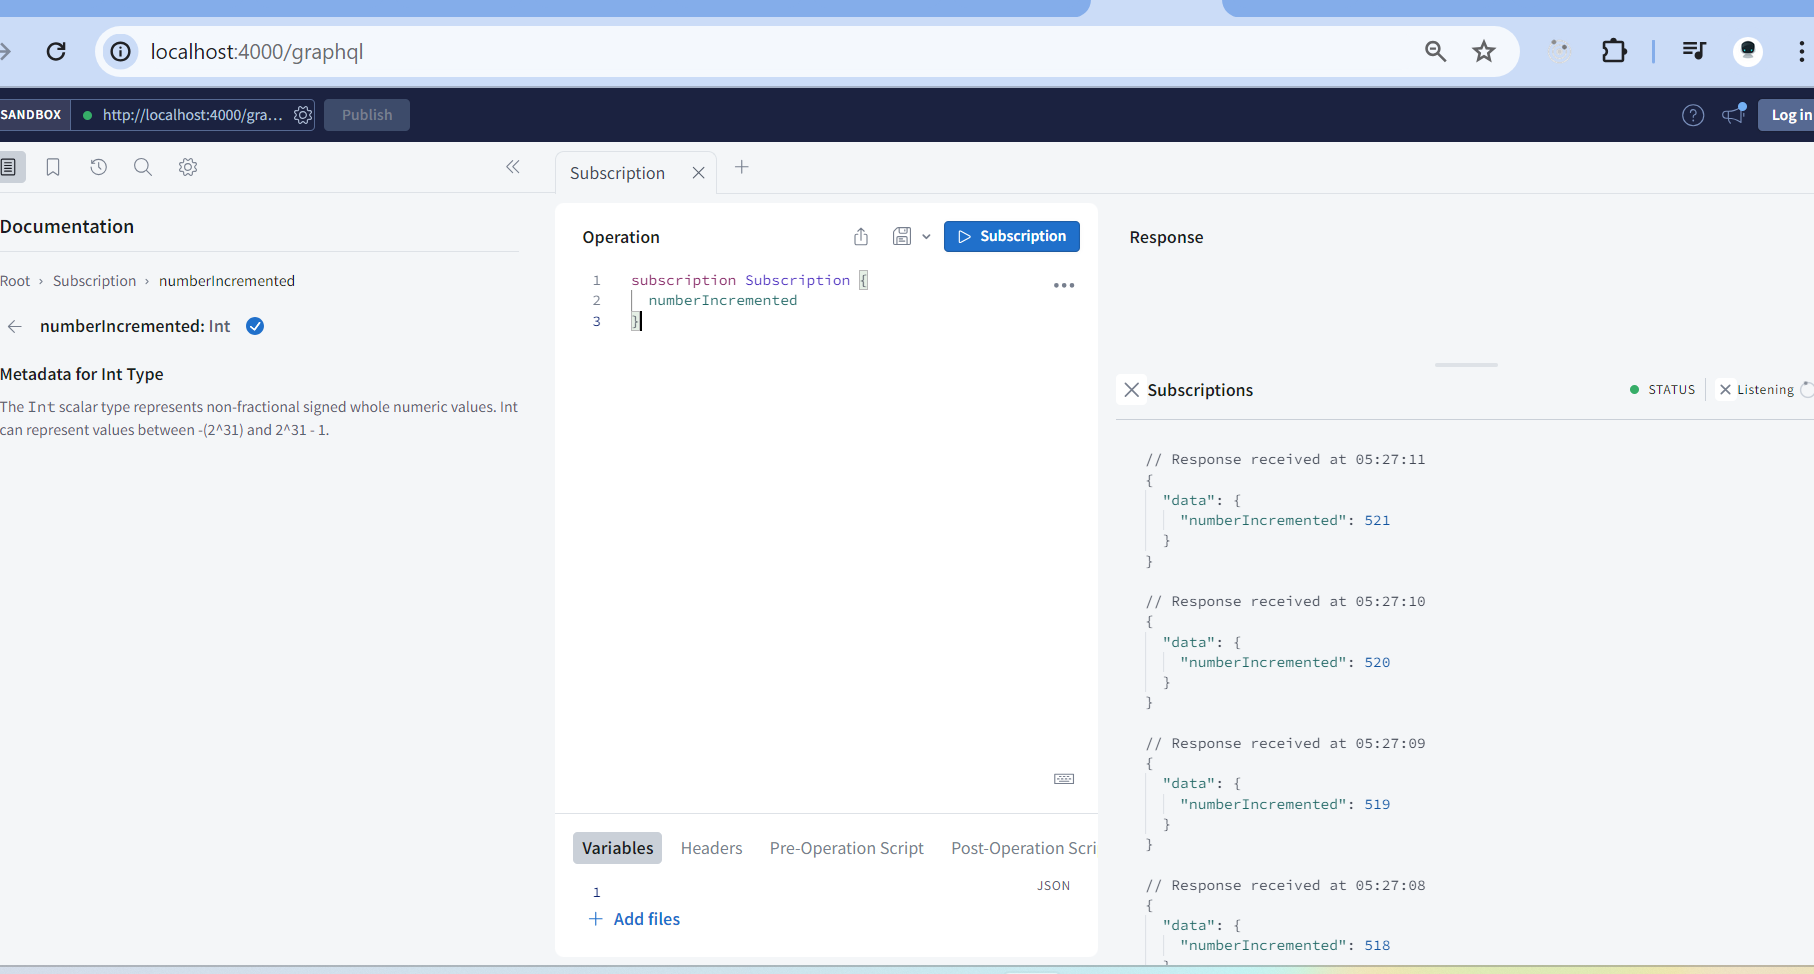 localhost:4000/graphql
SANDBOX
http://localhost:4000/gra...
Publish
Log in
Documentation
Root › Subscription › numberIncremented
numberIncremented: Int
Metadata for Int Type
The Int scalar type represents non-fractional signed whole numeric values. Int
can represent values between -(2^31) and 2^31 - 1.
Subscription
Operation
Subscription
1 subscription Subscription {
2 numberIncremented
3 }
Variables Headers Pre-Operation Script Post-Operation Scri
1
JSON
Add files
Response
Subscriptions
STATUS
Listening
// Response received at 05:27:11
{
"data": {
"numberIncremented": 521
}
}
// Response received at 05:27:10
{
"data": {
"numberIncremented": 520
}
}
// Response received at 05:27:09
{
"data": {
"numberIncremented": 519
}
}
// Response received at 05:27:08
{
"data": {
"numberIncremented": 518
}